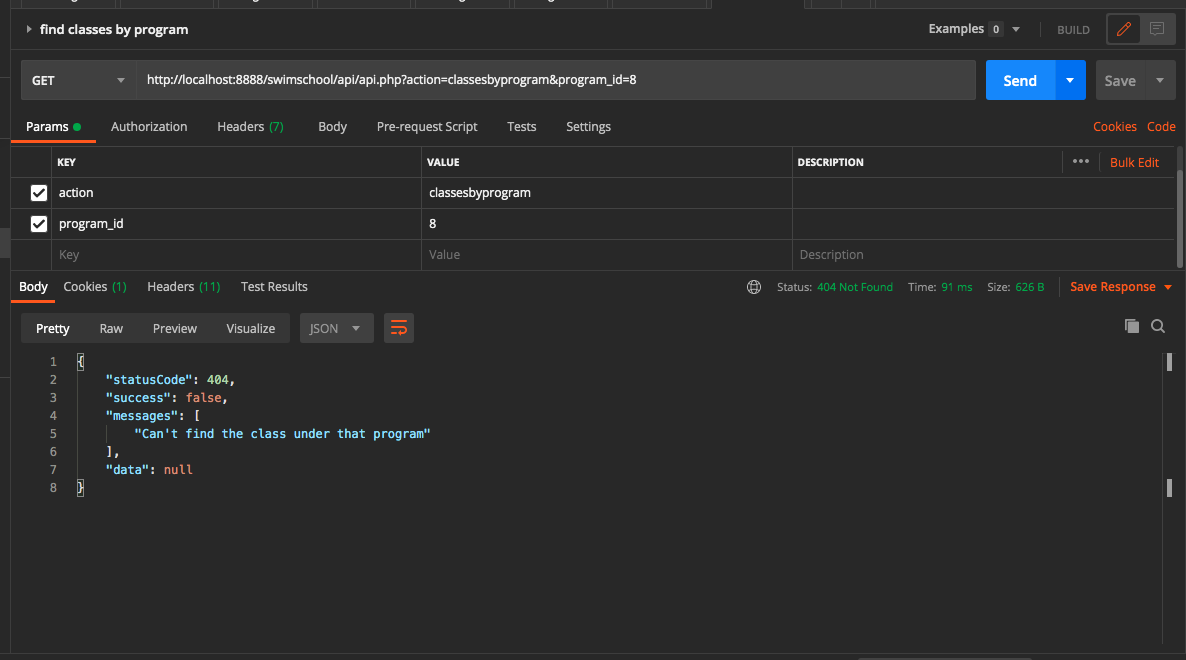 find classes by program
Examples 0
BUILD
GET
http://localhost:8888/swimschool/api/api.php?action=classesbyprogram&program_id=8
Send
Save
Params
Authorization
Headers (7)
Body
Pre-request Script
Tests
Settings
Cookies
Code
KEY
VALUE
DESCRIPTION
Bulk Edit
action
classesbyprogram
program_id
8
Key
Value
Description
Body
Cookies (1)
Headers (11)
Test Results
Status: 404 Not Found
Time: 91 ms
Size: 626 B
Save Response
Pretty
Raw
Preview
Visualize
JSON
1 {
2 "statusCode": 404,
3 "success": false,
4 "messages": [
5 "Can't find the class under that program"
6 ],
7 "data": null
8 }